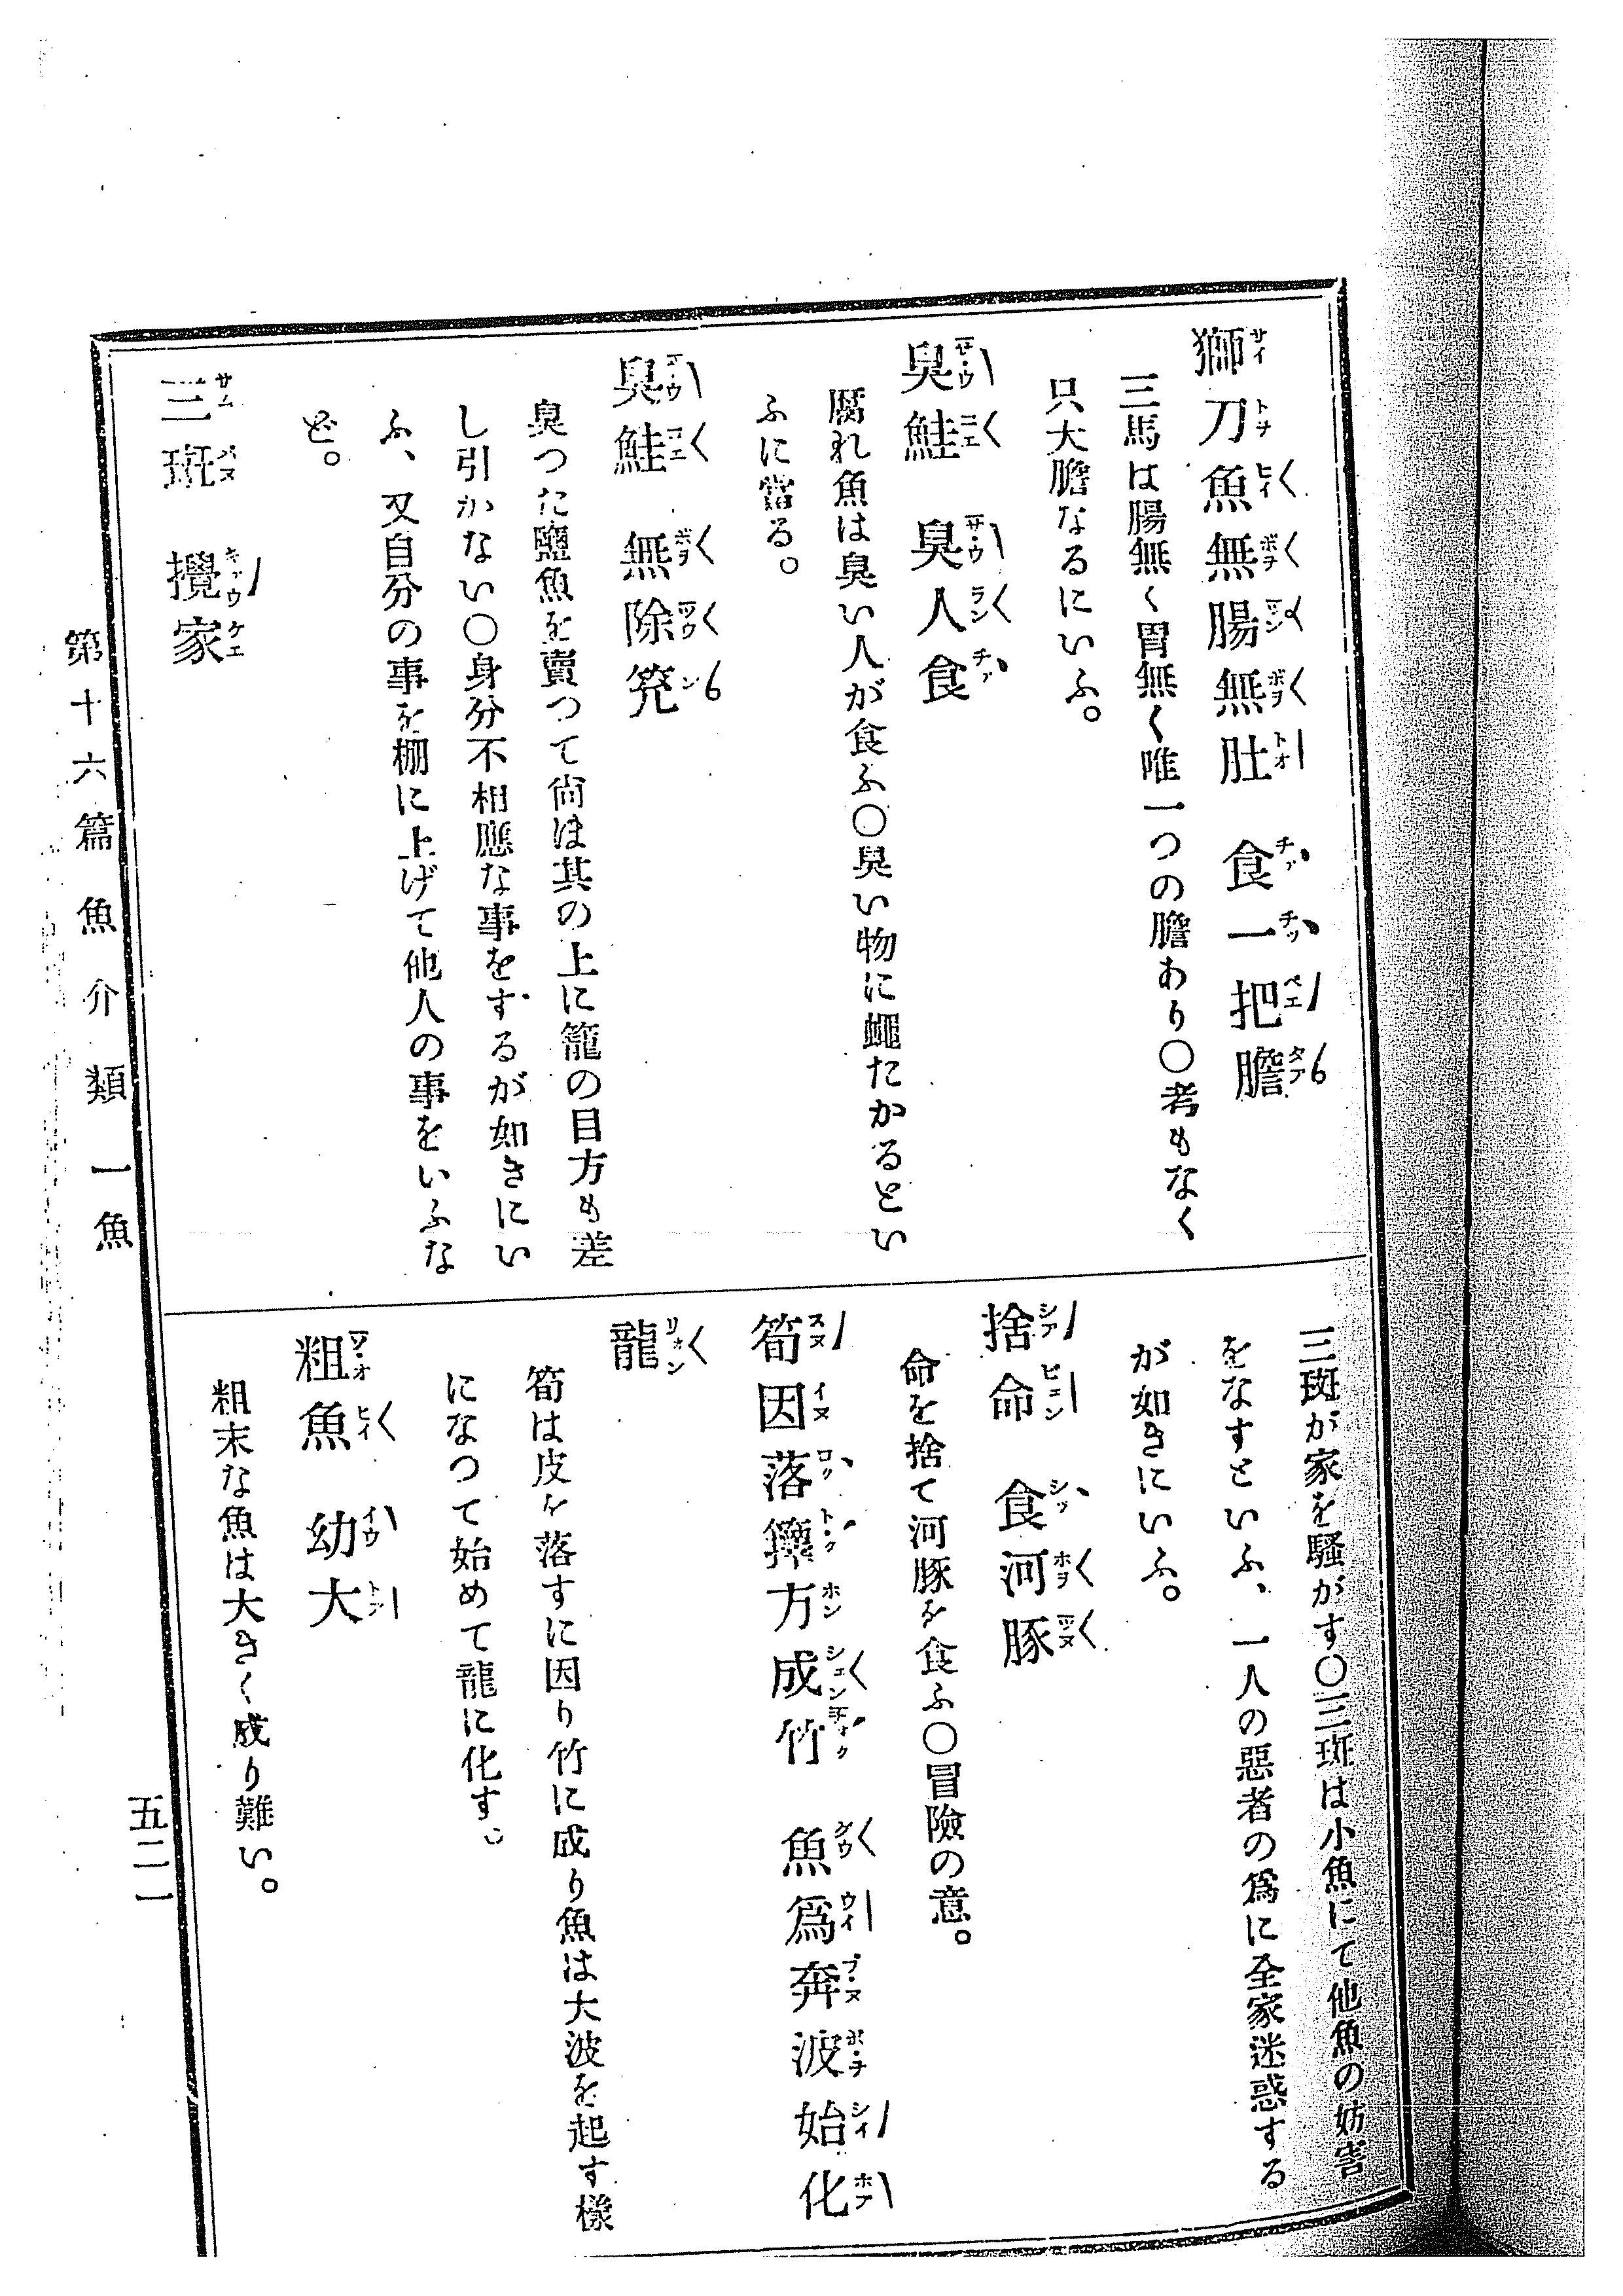 獅刀魚無腸無肚　食一把膽
三馬は腸無く胃無く唯一つの膽あり〇考もなく
只大膽なるにいふ。
臭鮭　臭人食
腐れ魚は臭い人が食ふ〇臭い物に蠅たかるとい
ふに當る。
臭鮭　無除
臭つた鹽魚を賣つて尙ほ其の上に籠の目方も差
し引かない〇身分不相應な事をするが如きにい
ふ、又自分の事を棚に上げて他人の事をいふな
ど。
三斑　攪家
三斑が家を騷がす〇三斑は小魚にて他魚の妨害
をなすといふ、一人の惡者の爲に全家迷惑する
が如きにいふ。
捨命　食河豚
命を捨て河豚を食ふ〇冒險の意。
筍因落籜方成竹　魚爲奔波始化
龍
筍は皮を落すに因り竹に成り魚は大波を起す樣
になつて始めて龍に化す。
粗魚　幼大
粗末な魚は大きく成り難い。
第十六篇　魚介類　一魚
五二一